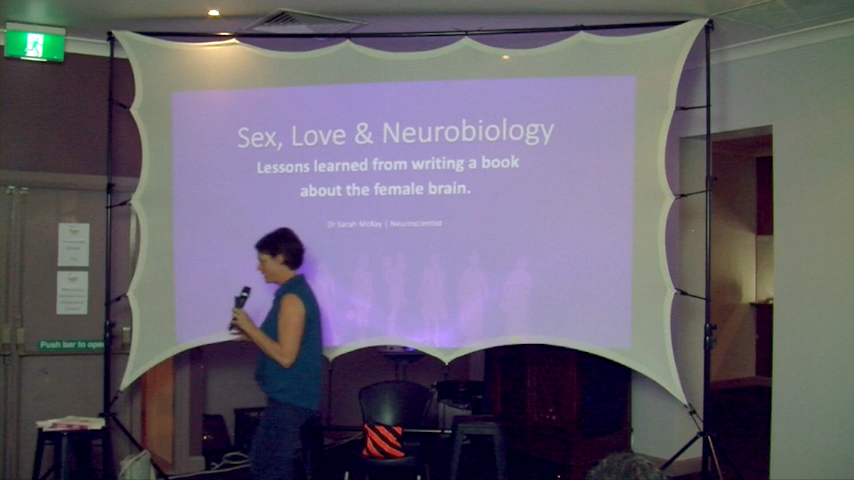 Sex, Love & Neurobiology
Lessons learned from writing a book
about the female brain.
Dr Sarah McKay | Neuroscientist
Push bar to open